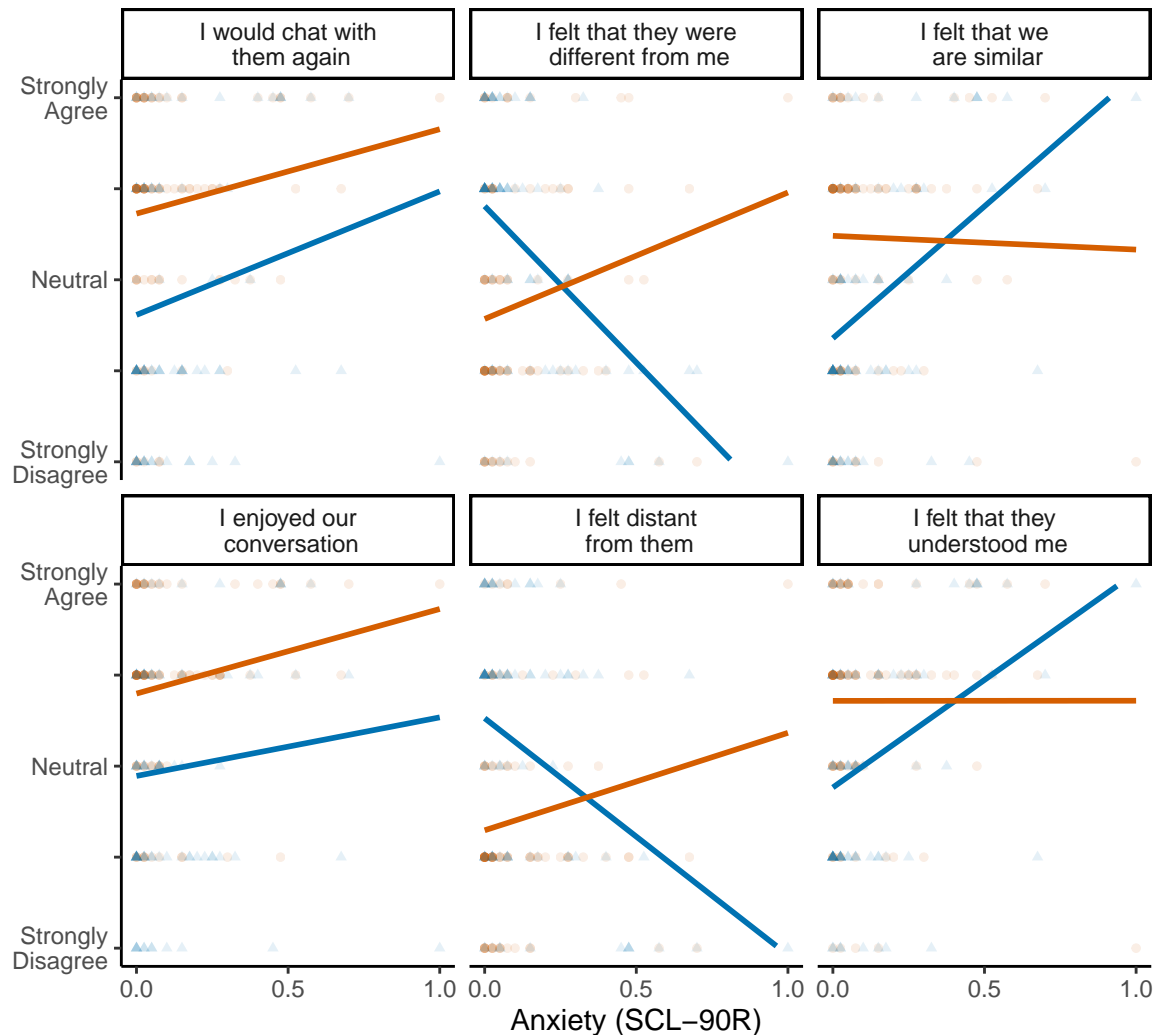 I would chat with
them again
I felt that they were
different from me
I felt that we
are similar
Strongly
Agree
Neutral
Strongly
Disagree
I enjoyed our
conversation
I felt distant
from them
I felt that they
understood me
Strongly
Agree
Neutral
Strongly
Disagree
0.0 0.5 1.0 0.0 0.5 1.0 0.0 0.5 1.0
Anxiety (SCL−90R)